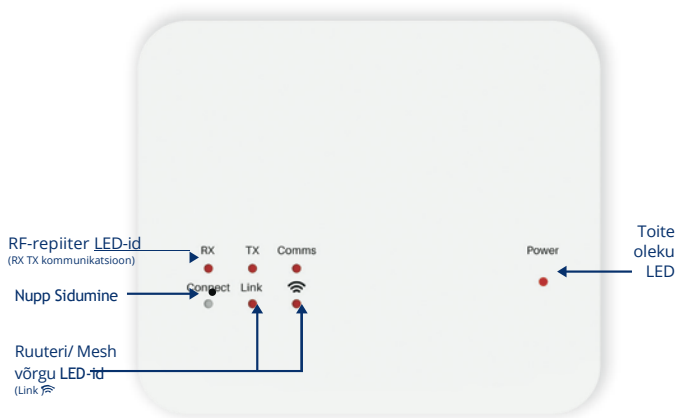 RF-repiiter LED-id
(RX TX kommunikatsioon)
RX TX Comms
Power
Toite
oleku
LED
Nupp Sidumine
Connect Link
Ruuteri/ Mesh
võrgu LED-id
(Link